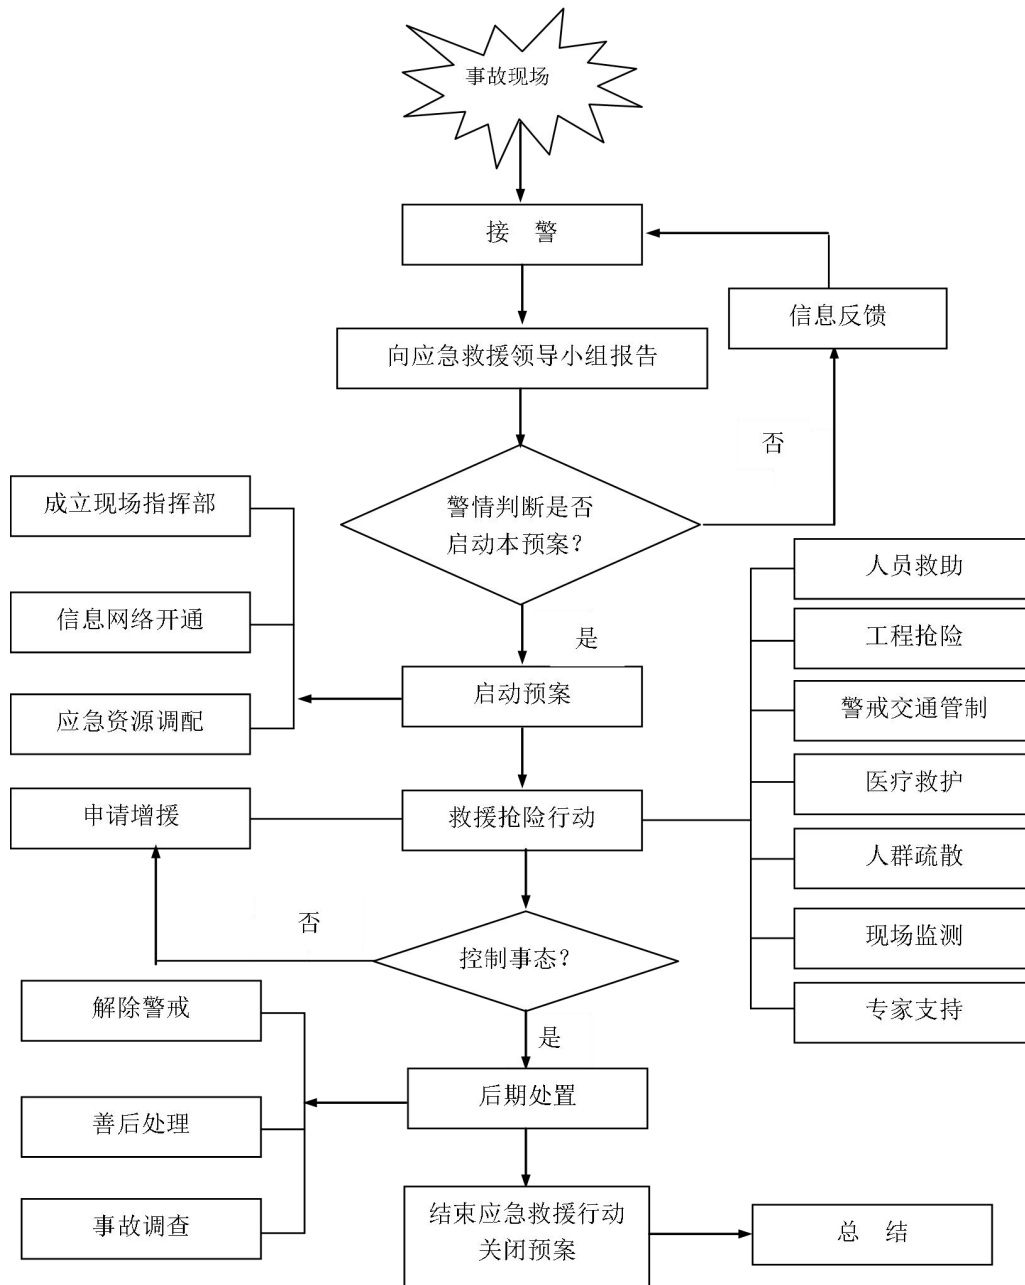 事故现场
接　警
信息反馈
向应急救援领导小组报告
否
警情判断是否
启动本预案？
成立现场指挥部
信息网络开通
应急资源调配
是
启动预案
人员救助
工程抢险
警戒交通管制
医疗救护
人群疏散
现场监测
专家支持
申请增援
救援抢险行动
否
控制事态？
解除警戒
善后处理
事故调查
是
后期处置
结束应急救援行动
关闭预案
总　结